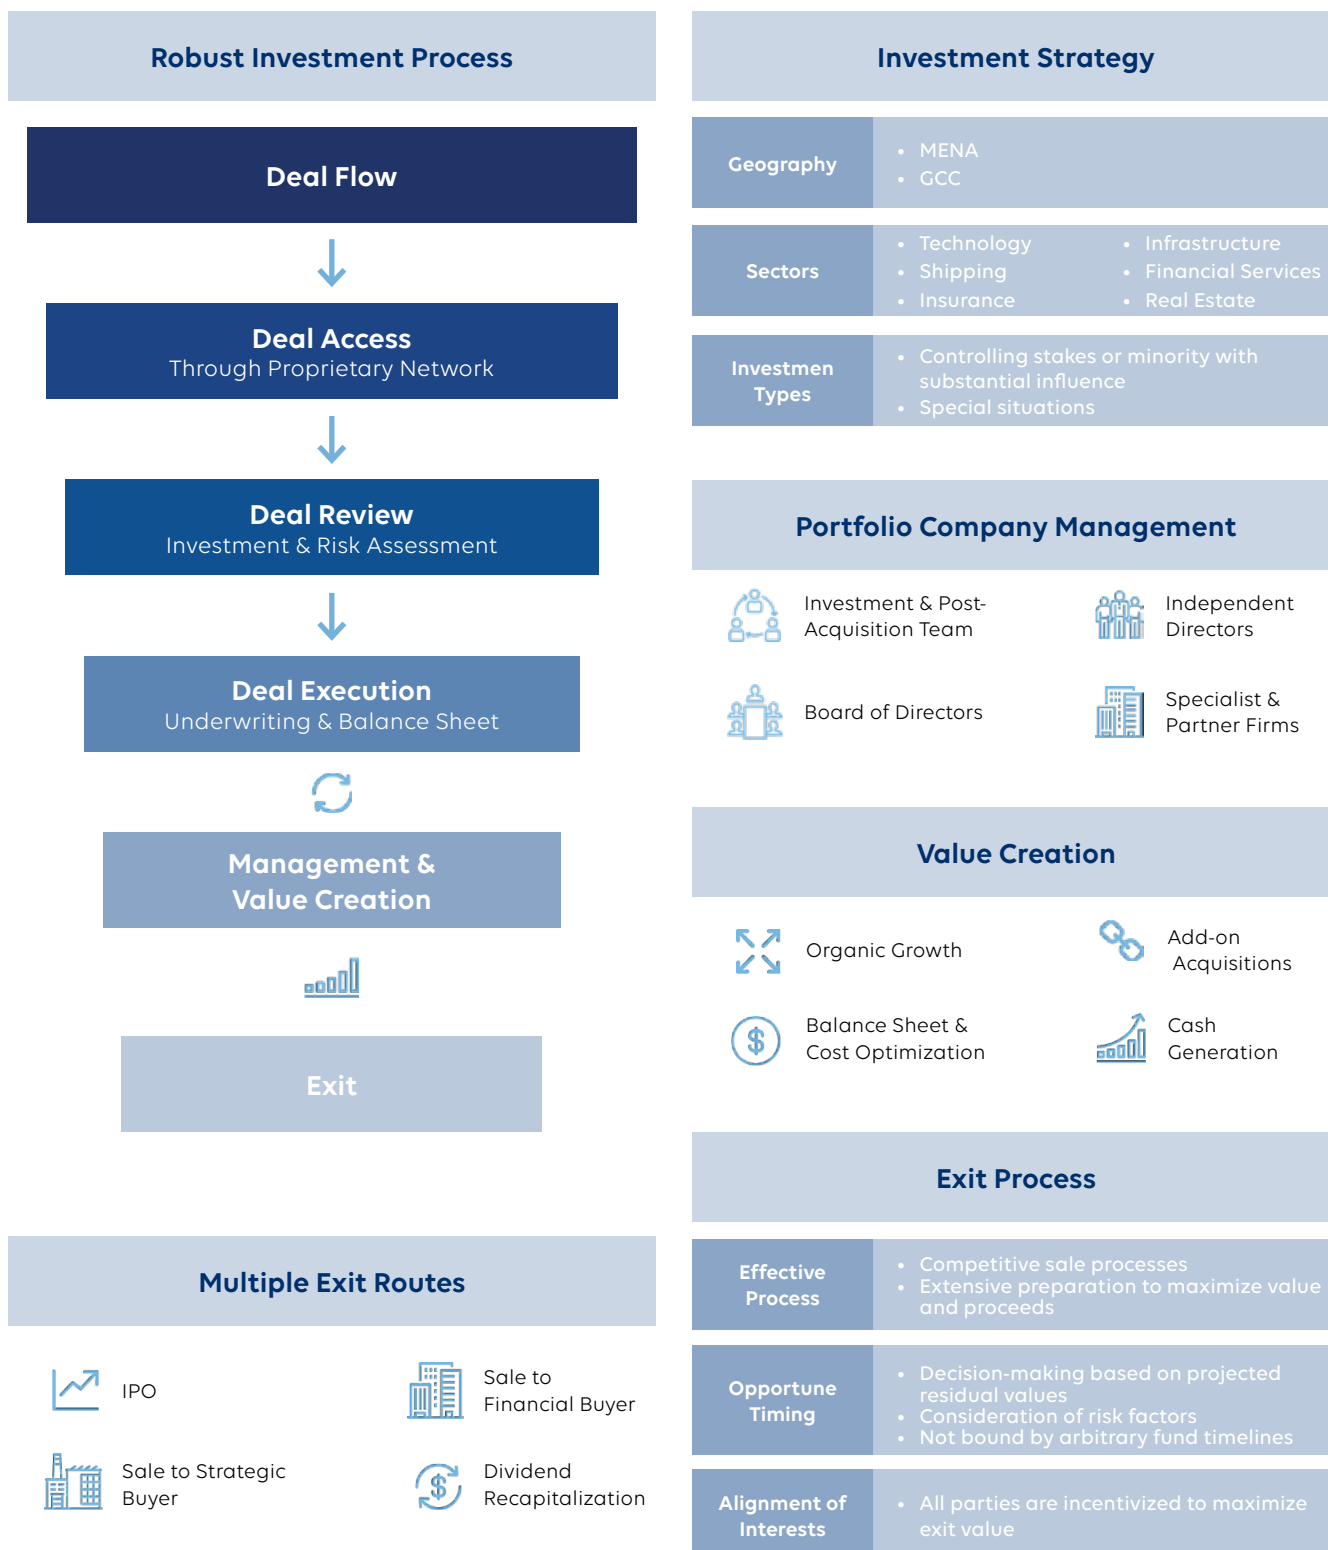 Robust Investment Process
Deal Flow
Deal Access
Through Proprietary Network
Deal Review
Investment & Risk Assessment
Deal Execution
Underwriting & Balance Sheet
Management &
Value Creation
Exit
Multiple Exit Routes
IPO
Sale to
Financial Buyer
Sale to Strategic
Buyer
Dividend
Recapitalization
Investment Strategy
Geography
• MENA
• GCC
Sectors
• Technology
• Shipping
• Insurance
• Infrastructure
• Financial Services
• Real Estate
Investmen
Types
• Controlling stakes or minority with
substantial influence
• Special situations
Portfolio Company Management
Investment & Post-
Acquisition Team
Independent
Directors
Board of Directors
Specialist &
Partner Firms
Value Creation
Organic Growth
Add-on
Acquisitions
Balance Sheet &
Cost Optimization
Cash
Generation
Exit Process
Effective
Process
• Competitive sale processes
• Extensive preparation to maximize value
and proceeds
Opportune
Timing
• Decision-making based on projected
residual values
• Consideration of risk factors
• Not bound by arbitrary fund timelines
Alignment of
Interests
• All parties are incentivized to maximize
exit value